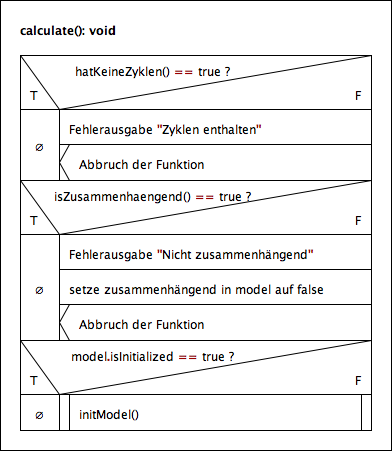 calculate(): void
hatKeineZyklen() == true ?
T
F
∅
Fehlerausgabe "Zyklen enthalten"
Abbruch der Funktion
isZusammenhaengend() == true ?
T
F
∅
Fehlerausgabe "Nicht zusammenhängend"
setze zusammenhängend in model auf false
Abbruch der Funktion
model.isInitialized == true ?
T
F
∅
initModel()